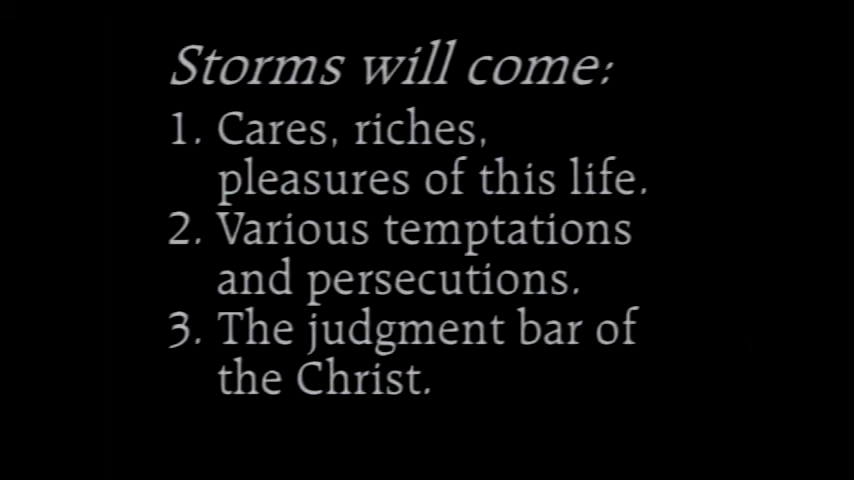 Storms will come:
1. Cares, riches,
pleasures of this life.
2. Various temptations
and persecutions.
3. The judgment bar of
the Christ.